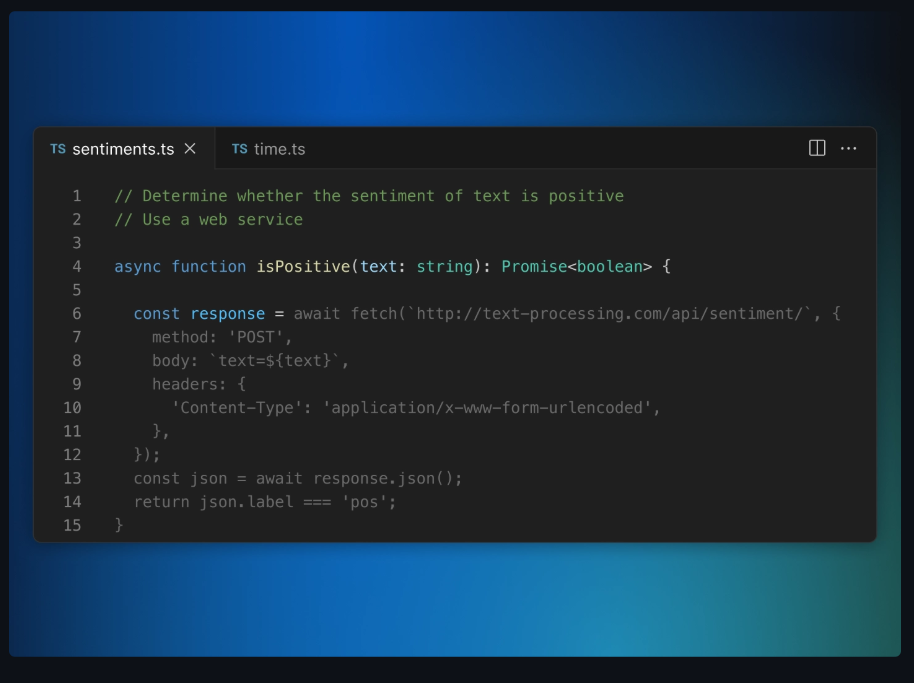 TS sentiments.ts × TS time.ts ...
1 // Determine whether the sentiment of text is positive
2 // Use a web service
3
4 async function isPositive(text: string): Promise<boolean> {
5
6 const response = await fetch(`http://text-processing.com/api/sentiment/`, {
7 method: 'POST',
8 body: `text=${text}`,
9 headers: {
10 'Content-Type': 'application/x-www-form-urlencoded',
11 },
12 });
13 const json = await response.json();
14 return json.label === 'pos';
15 }